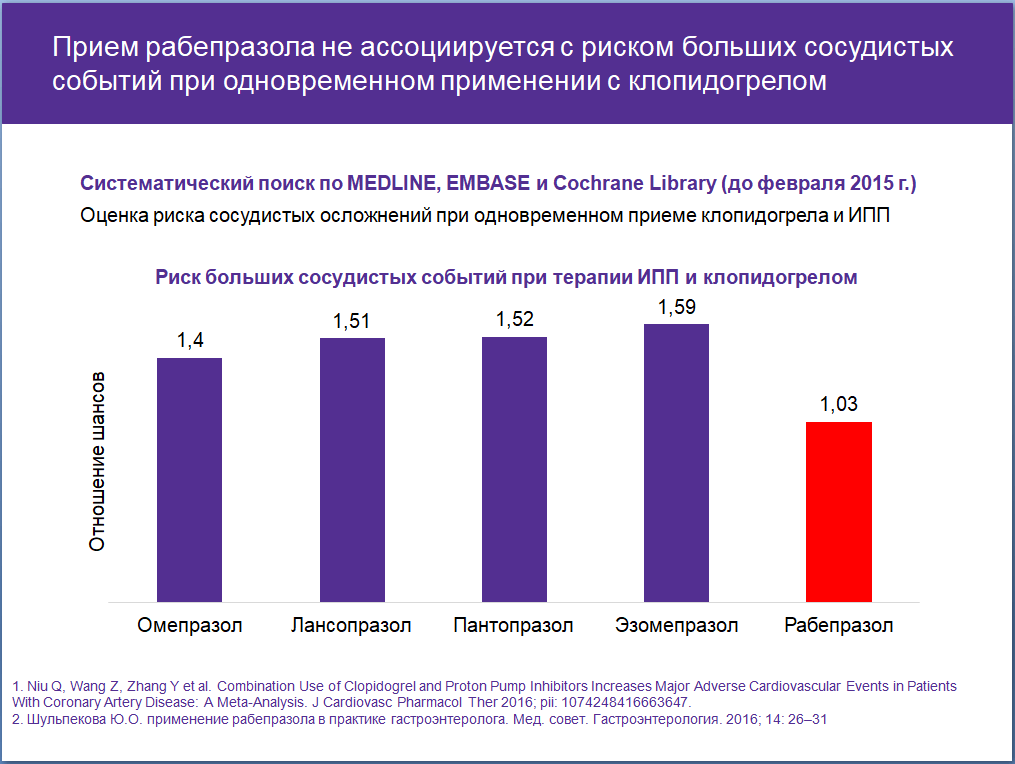 Прием рабепразола не ассоциируется с риском больших сосудистых
событий при одновременном применении с клопидогрелом
Систематический поиск по MEDLINE, EMBASE и Cochrane Library (до февраля 2015 г.)
Оценка риска сосудистых осложнений при одновременном приеме клопидогрела и ИПП
Риск больших сосудистых событий при терапии ИПП и клопидогрелом
Отношение шансов
1,4
1,51
1,52
1,59
1,03
Омепразол
Лансопразол
Пантопразол
Эзомепразол
Рабепразол
1. Niu Q, Wang Z, Zhang Y et al. Combination Use of Clopidogrel and Proton Pump Inhibitors Increases Major Adverse Cardiovascular Events in Patients
With Coronary Artery Disease: A Meta-Analysis. J Cardiovasc Pharmacol Ther 2016; pii: 1074248416663647.
2. Шульпекова Ю.О. применение рабепразола в практике гастроэнтеролога. Мед. совет. Гастроэнтерология. 2016; 14: 26–31